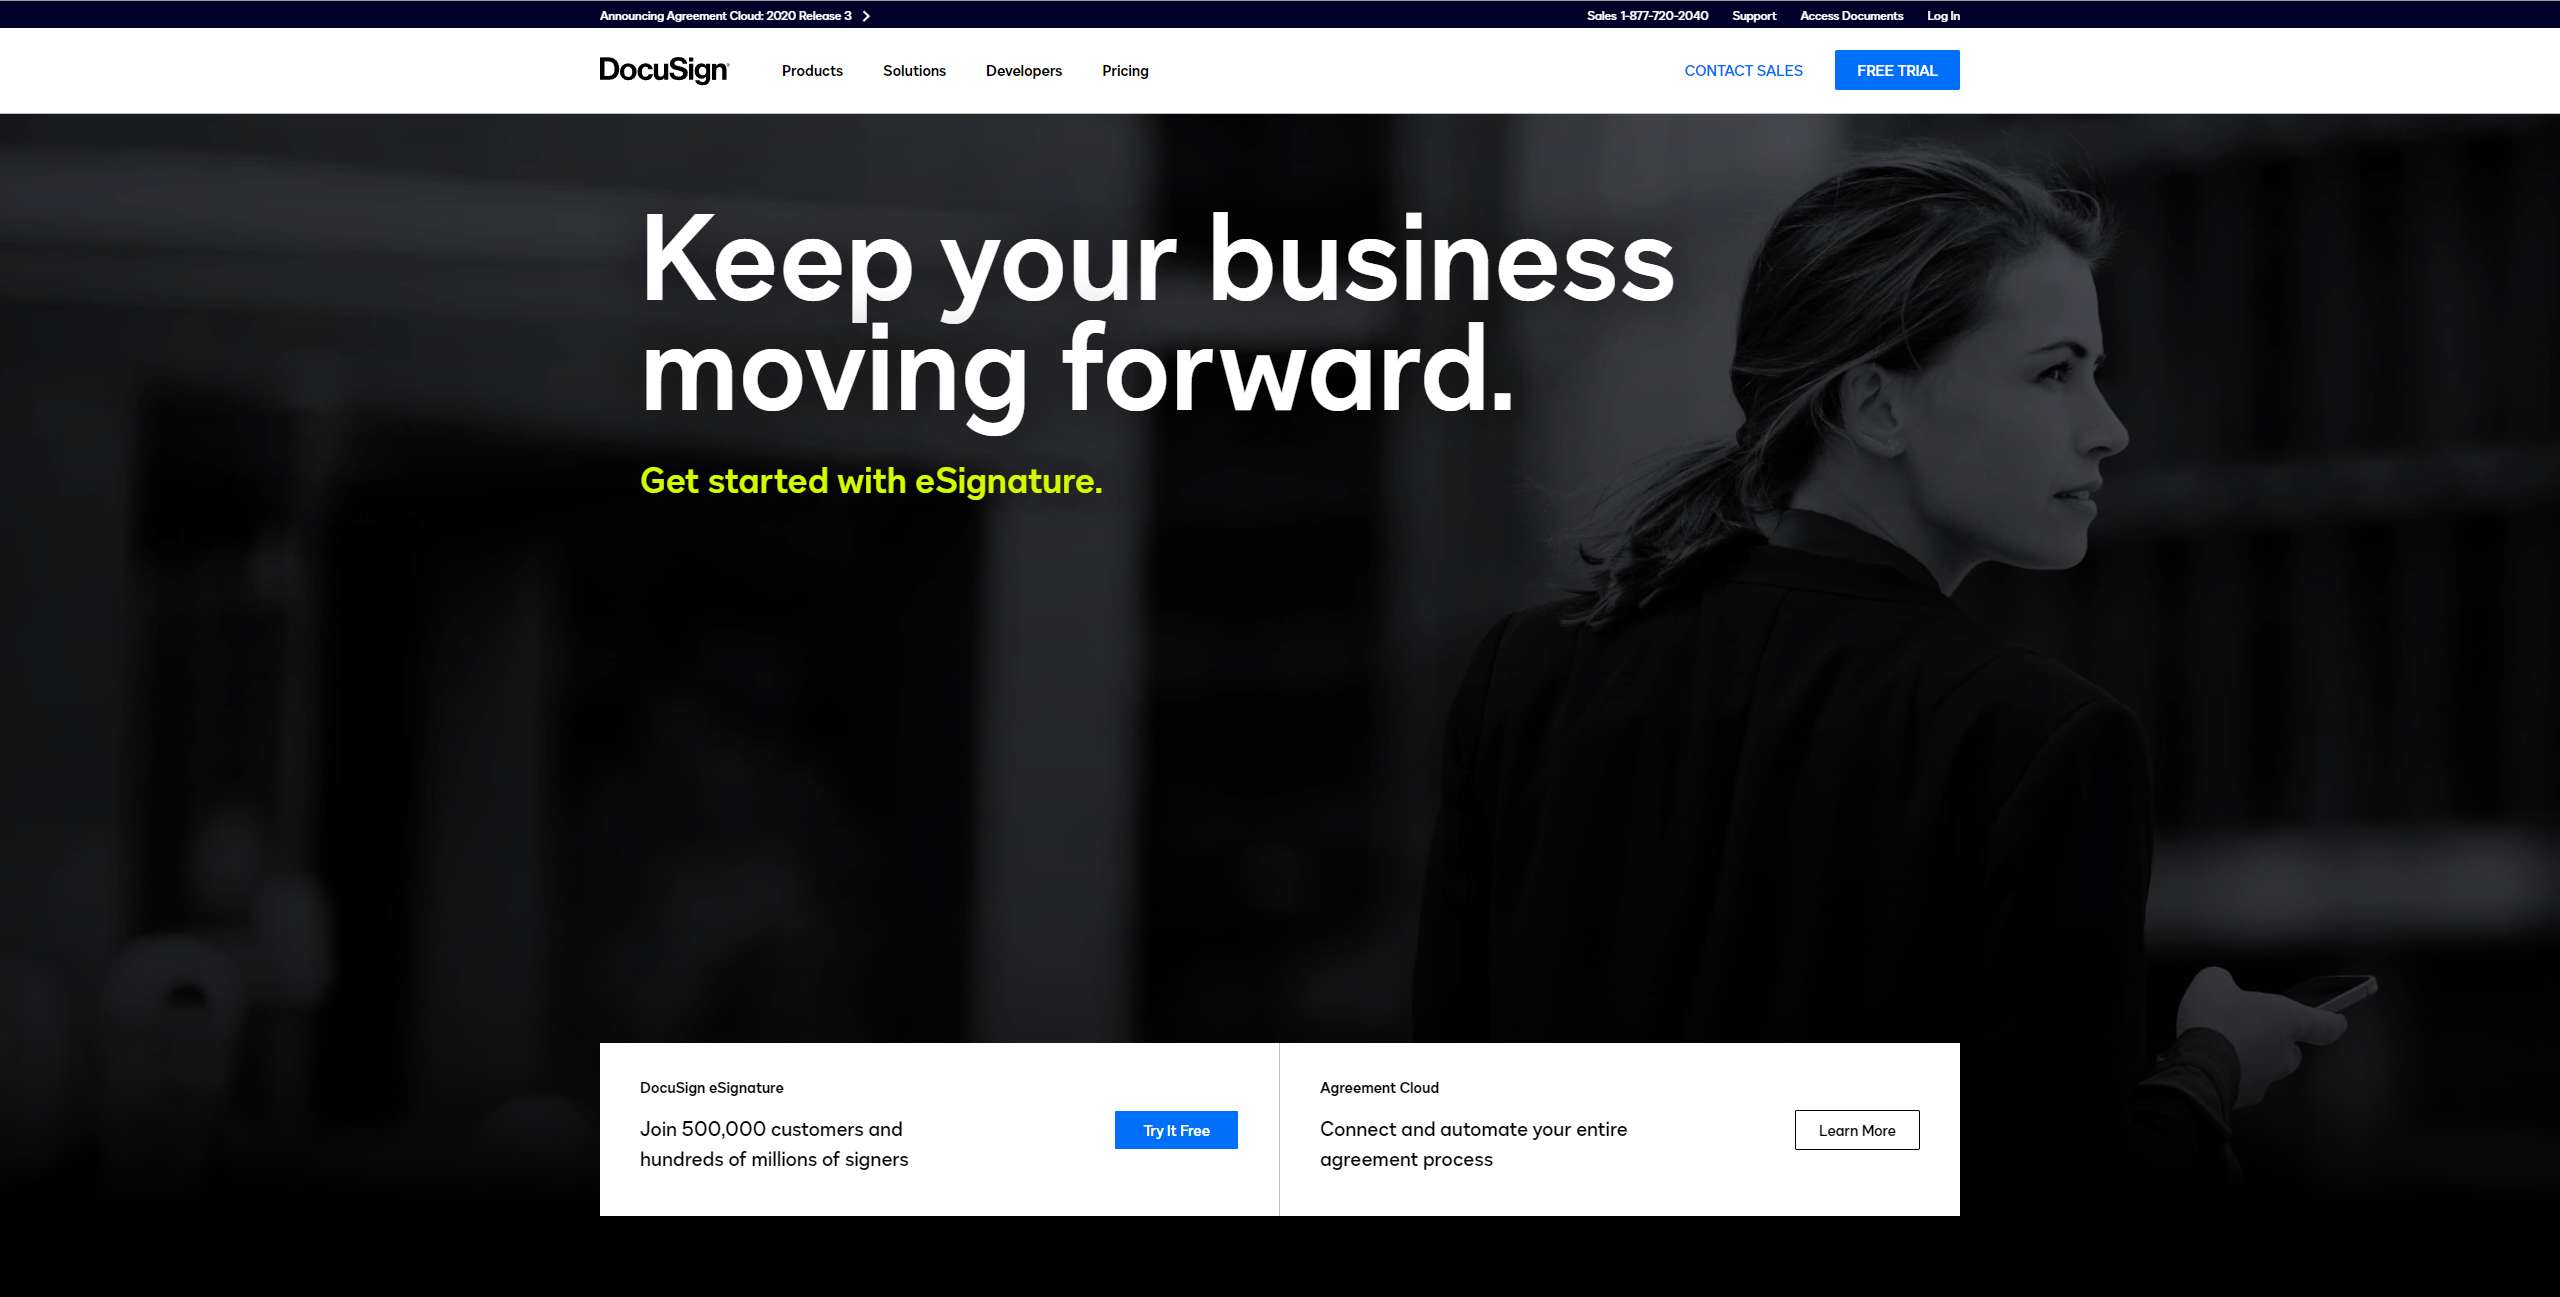 Announcing Agreement Cloud: 2020 Release 3
Sales 1-877-720-2040
Support
Access Documents
Log In
DocuSign
Products
Solutions
Developers
Pricing
CONTACT SALES
FREE TRIAL
Keep your business
moving forward.
Get started with eSignature.
DocuSign eSignature
Join 500,000 customers and
hundreds of millions of signers
Try It Free
Agreement Cloud
Connect and automate your entire
agreement process
Learn More